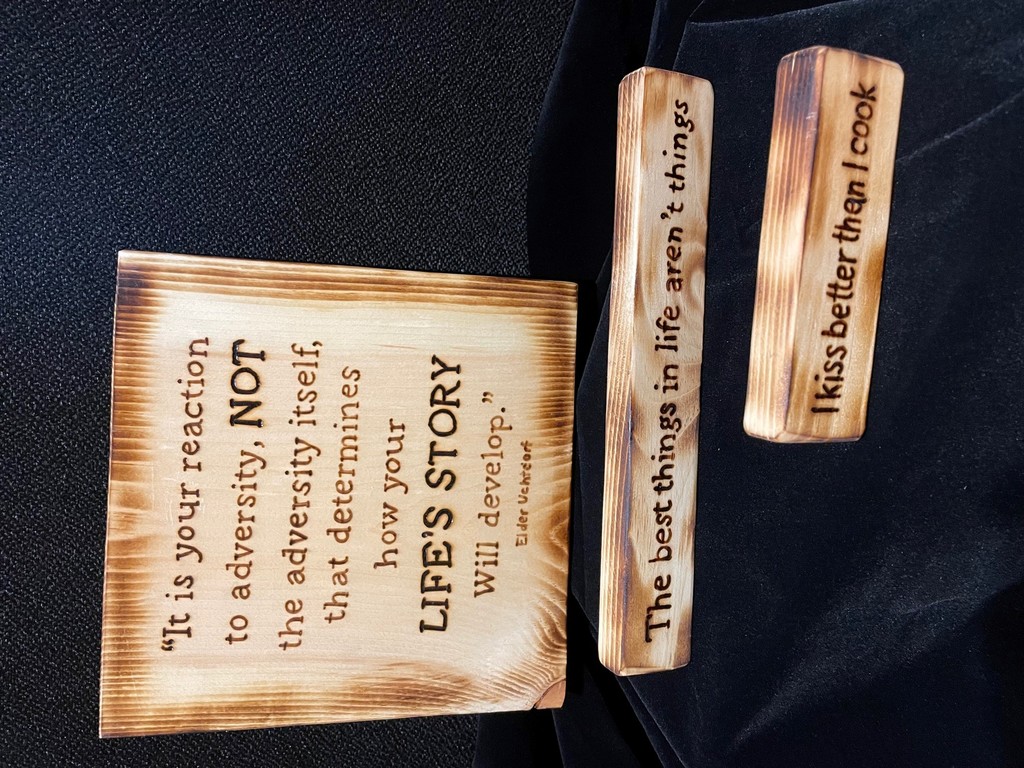 “It is your reaction
to adversity, NOT
the adversity itself,
that determines
how your
LIFE'S STORY
Will develop.”
Elder Uchtdorf
The best things in life aren't things
I kiss better than I cook